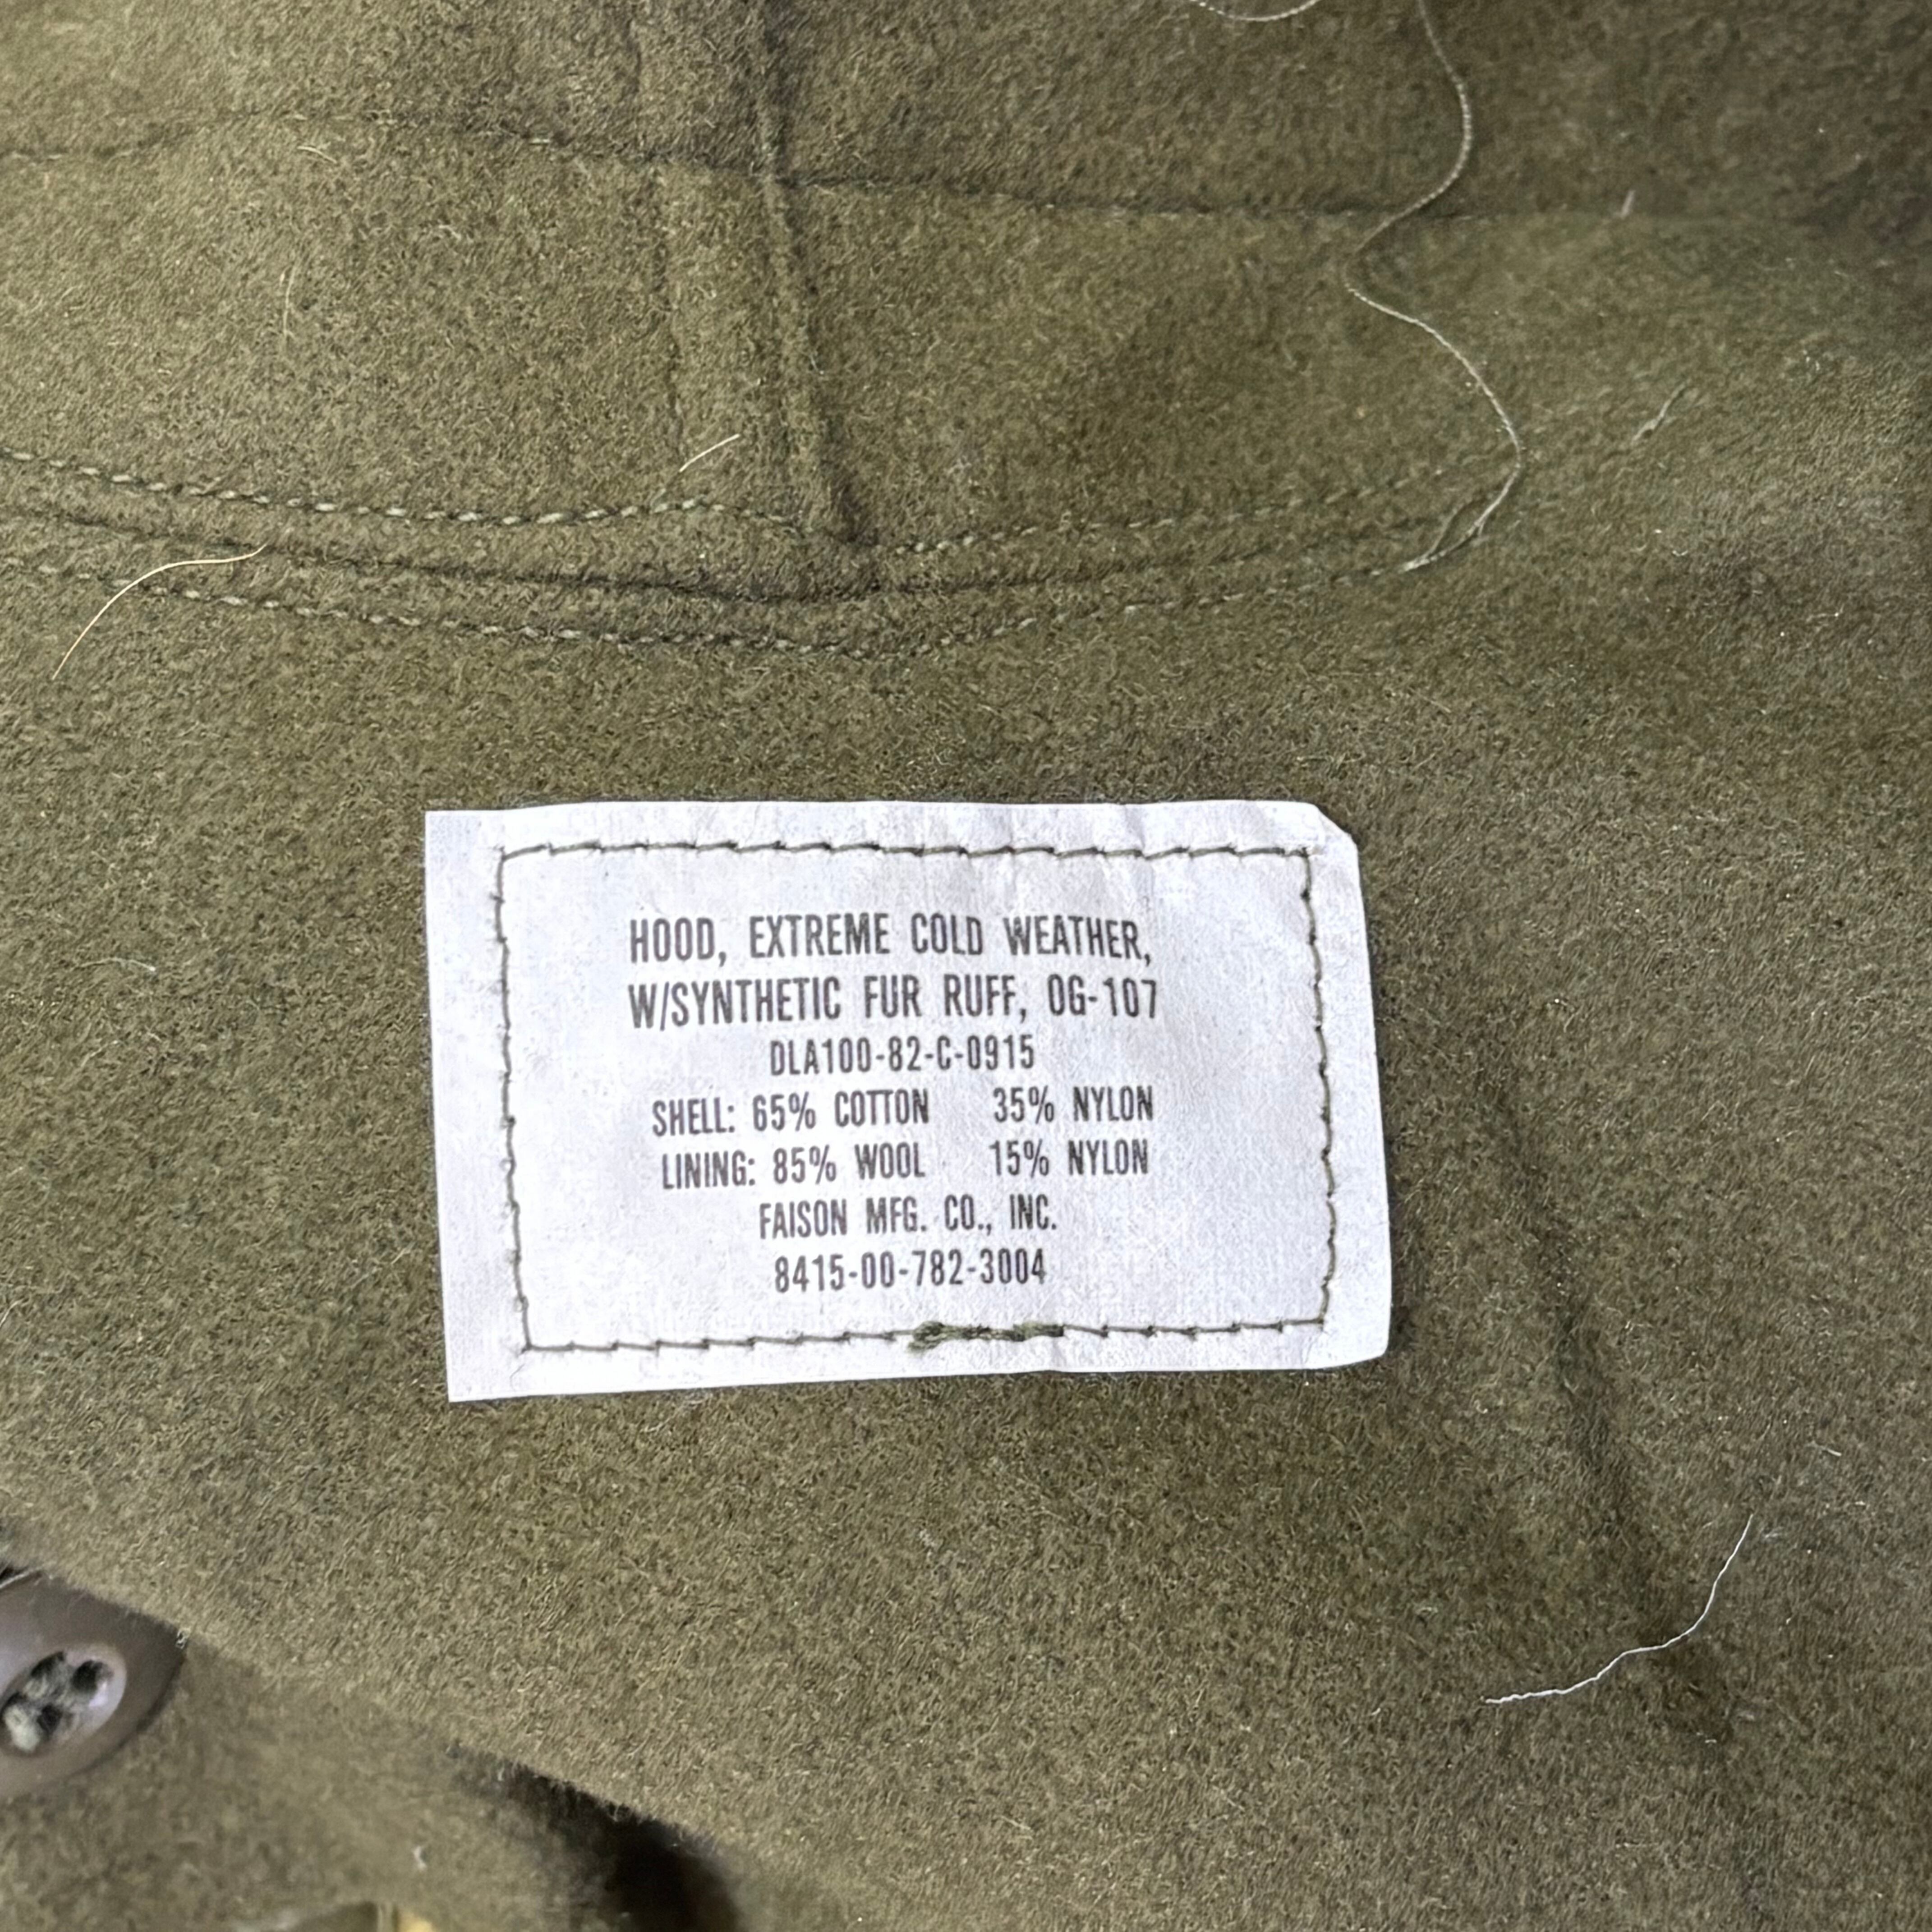 HOOD, EXTREME COLD WEATHER,
W/SYNTHETIC FUR RUFF, OG-107
DLA100-82-C-0915
SHELL: 65% COTTON 35% NYLON
LINING: 85% WOOL 15% NYLON
FAISON MFG. CO., INC.
8415-00-782-3004